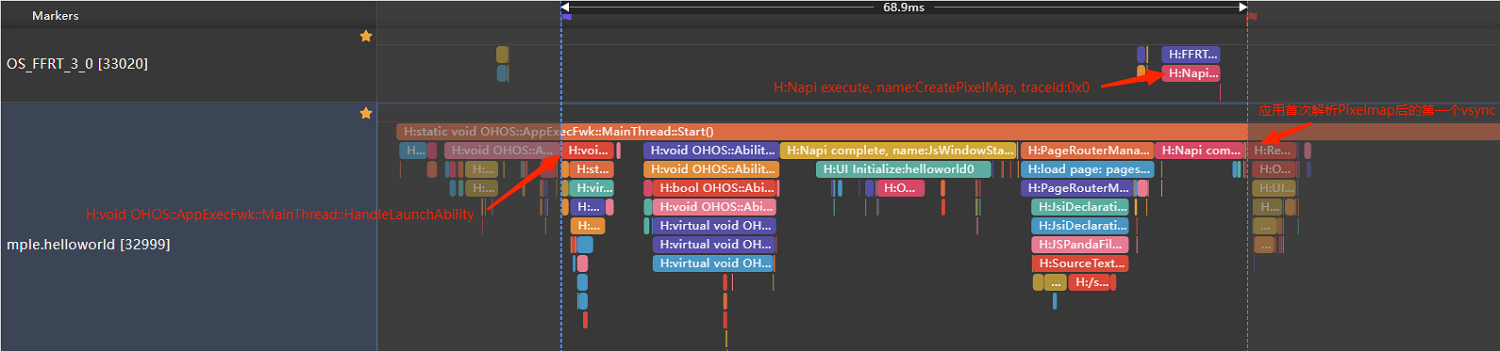 68.9ms
Markers
OS_FFRT_3_0 [33020]
H:FFRT...
H:Napi...
H:Napi execute, name:CreatePixelMap, traceid:0x0
应用首次解析Pixelmap后的第一个vsync
H:static void OHOS::AppExecFwk::MainThread::Start()
H:... H:void OHOS::A... H:voi... H:void OHOS::Abilit... H:Napi complete, name:JsWindowSta... H:PageRouterMana... H:Napi com... H:Re...
H:... H:st... H:void OHOS::Abilit... H:UI Initialize:helloworld0 H:load page: pages... H:O...
H:... H:vir... H:bool OHOS::Abi... H:O... H:PageRouterM... H:UI...
H:... H:void OHOS::Abi... H:JsiDeclarati... H:...
H:void OHOS::AppExecFwk::MainThread::HandleLaunchAbility
H:... H:virtual void OH... H:JsiDeclarati... ...
mple.helloworld [32999]
H:virtual void OH... H:JSPandaFil... ...
H:virtual void OH... H:SourceText...
... H:/s...